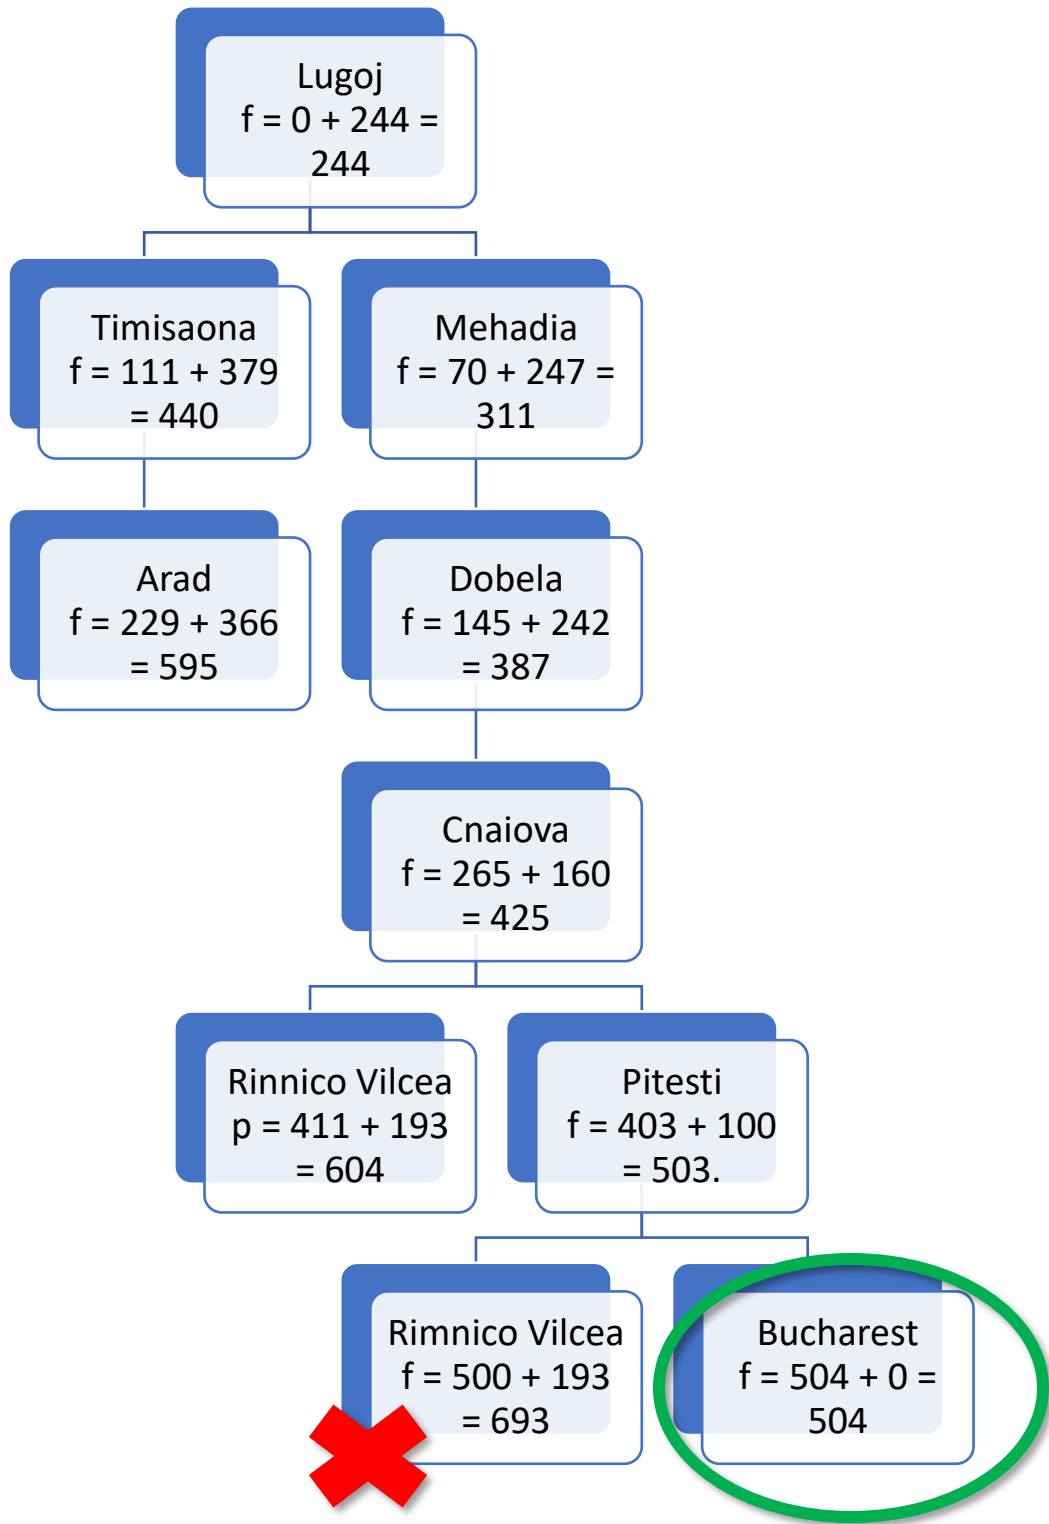 Lugoj
f = 0 + 244 =
244
Timisaona
f = 111 + 379
= 440
Mehadia
f = 70 + 247 =
311
Arad
f = 229 + 366
= 595
Dobela
f = 145 + 242
= 387
Cnaiova
f = 265 + 160
= 425
Rinnico Vilcea
p = 411 + 193
= 604
Pitesti
f = 403 + 100
= 503.
Rimnico Vilcea
f = 500 + 193
= 693
Bucharest
f = 504 + 0 =
504